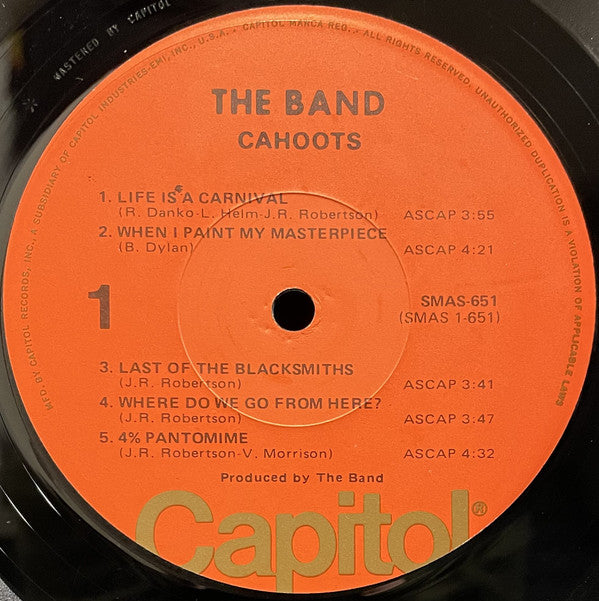 MASTERED BY CAPITOL
MFD. BY CAPITOL RECORDS, INC., A SUBSIDIARY OF CAPITOL INDUSTRIES-EMI, INC., U.S.A. . CAPITOL MARCA REG. . ALL RIGHTS RESERVED. UNAUTHORIZED DUPLICATION IS A VIOLATION OF APPLICABLE LAWS
THE BAND
CAHOOTS
1. LIFE IS A CARNIVAL
(R. Danko-L. Helm-J.R. Robertson) ASCAP 3:55
2. WHEN I PAINT MY MASTERPIECE
(B. Dylan) ASCAP 4:21
1
SMAS-651
(SMAS 1-651)
3. LAST OF THE BLACKSMITHS
(J.R. Robertson) ASCAP 3:41
4. WHERE DO WE GO FROM HERE?
(J.R. Robertson) ASCAP 3:47
5. 4% PANTOMIME
(J.R. Robertson-V. Morrison) ASCAP 4:32
Produced by The Band
Capitol®